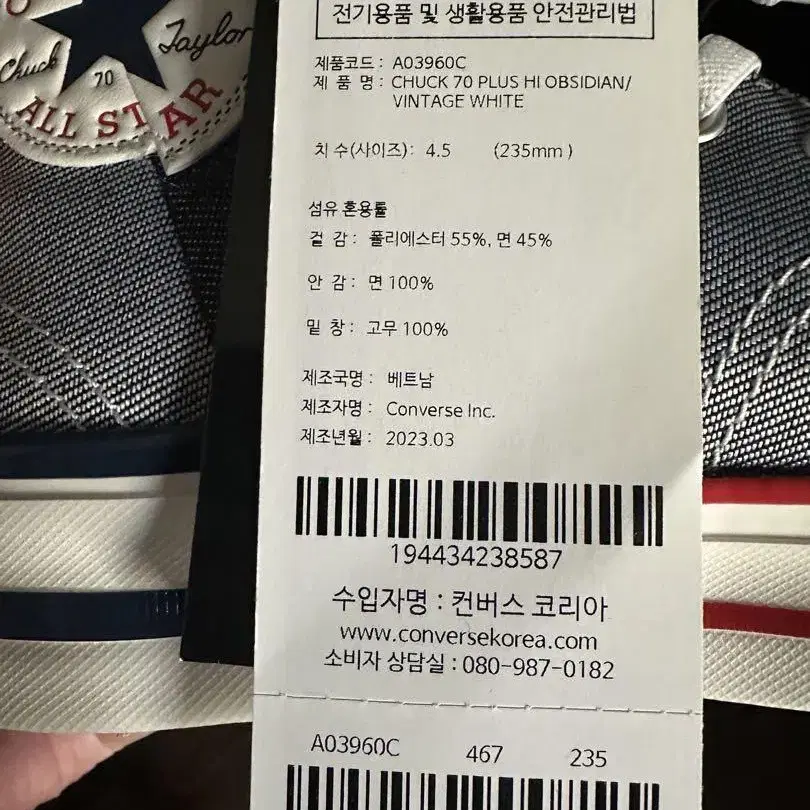 전기용품 및 생활용품 안전관리법
제품코드 : A03960C
제 품 명 : CHUCK 70 PLUS HI OBSIDIAN/
VINTAGE WHITE
치 수(사이즈) : 4.5 (235mm )
섬유 혼용률
겉 감 : 폴리에스터 55%, 면 45%
안 감 : 면 100%
밑 창 : 고무 100%
제조국명 : 베트남
제조자명 : Converse Inc.
제조년월 : 2023.03
194434238587
수입자명 : 컨버스 코리아
www.conversekorea.com
소비자 상담실 : 080-987-0182
A03960C 467 235
Chuck Taylor
70
ALL STAR